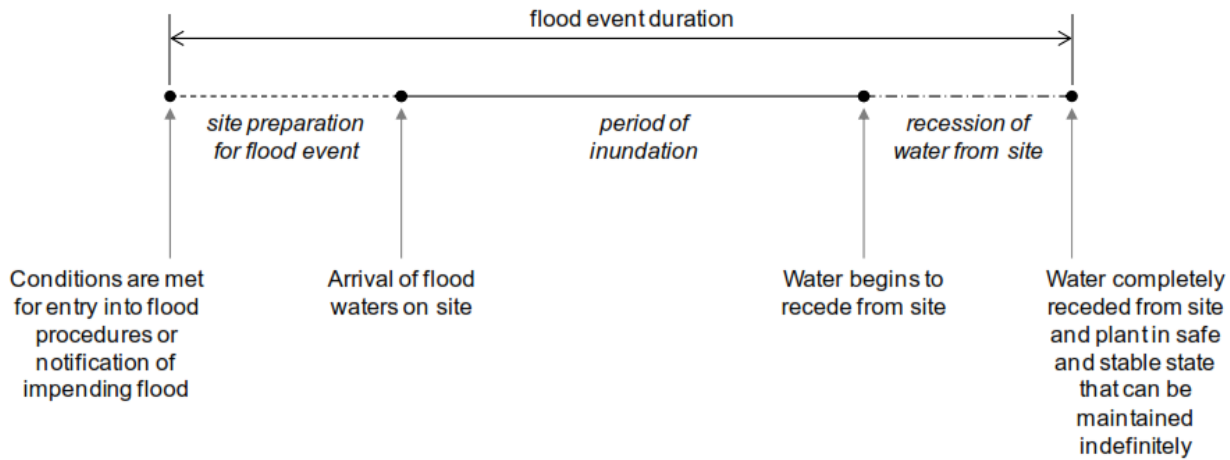 flood event duration
site preparation
for flood event
period of
inundation
recession of
water from site
Conditions are met
for entry into flood
procedures or
notification of
impending flood
Arrival of flood
waters on site
Water begins to
recede from site
Water completely
receded from site
and plant in safe
and stable state
that can be
maintained
indefinitely